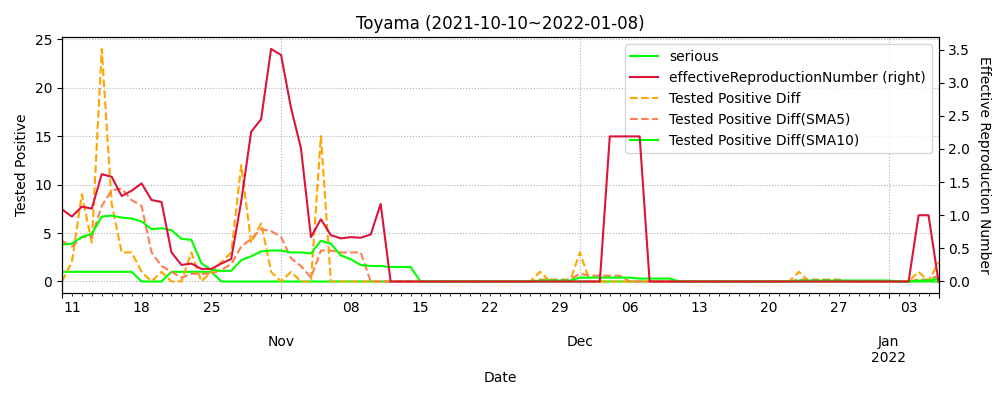 Toyama (2021-10-10~2022-01-08)
serious
effectiveReproductionNumber (right)
Tested Positive Diff
Tested Positive Diff(SMA5)
Tested Positive Diff(SMA10)
Tested Positive
25
20
15
10
5
0
Effective Reproduction Number
3.5
3.0
2.5
2.0
1.5
1.0
0.5
0.0
11 18 25 08 15 22 29 06 13 20 27 03
Nov Dec Jan
2022
Date